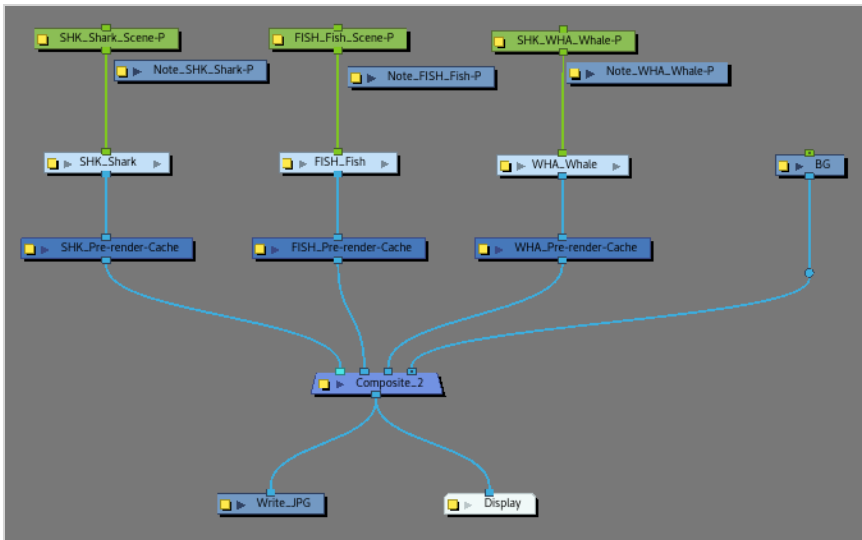 SHK_Shark_Scene-P
FISH_Fish_Scene-P
SHK_WHA_Whale-P
Note_SHK_Shark-P
Note_FISH_Fish-P
Note_WHA_Whale-P
SHK_Shark
FISH_Fish
WHA_Whale
BG
SHK_Pre-render-Cache
FISH_Pre-render-Cache
WHA_Pre-render-Cache
Composite_2
Write_JPG
Display